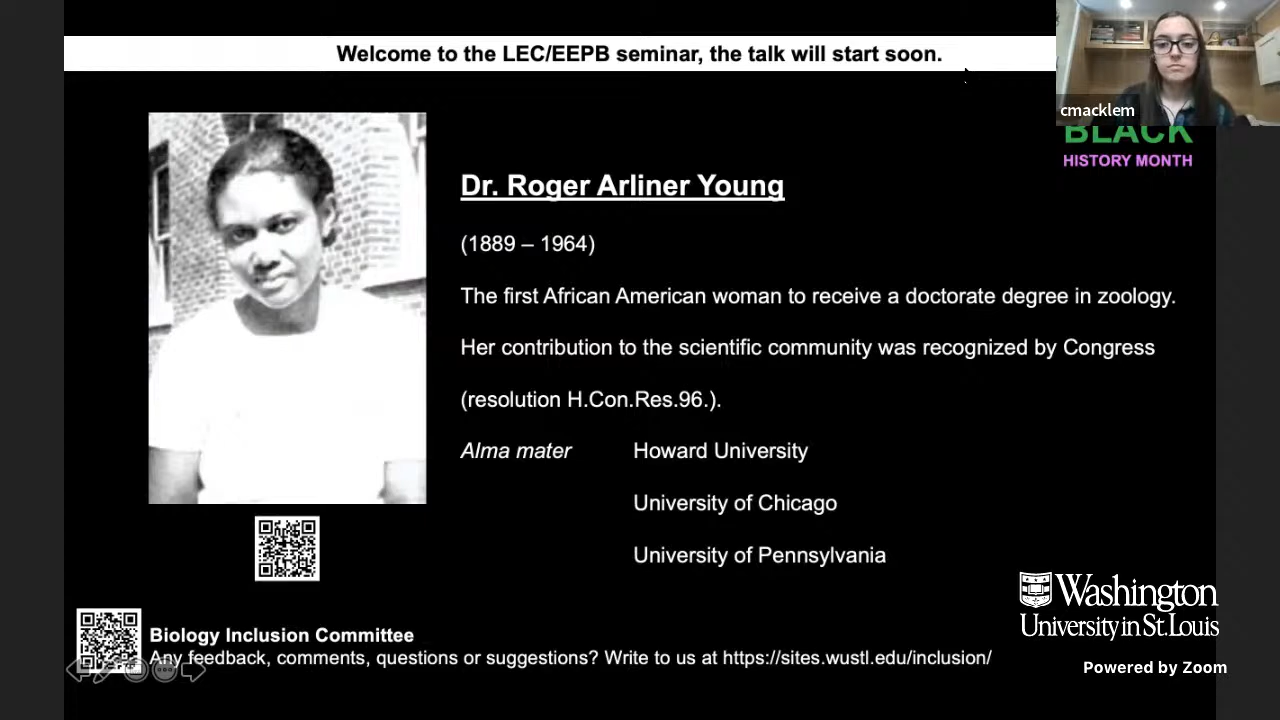 Welcome to the LEC/EEPB seminar, the talk will start soon.
cmacklem
BLACK
HISTORY MONTH
Dr. Roger Arliner Young
(1889 – 1964)
The first African American woman to receive a doctorate degree in zoology.
Her contribution to the scientific community was recognized by Congress
(resolution H.Con.Res.96.).
Alma mater Howard University
University of Chicago
University of Pennsylvania
Washington
University in St. Louis
Biology Inclusion Committee
Any feedback, comments, questions or suggestions? Write to us at https://sites.wustl.edu/inclusion/
Powered by Zoom